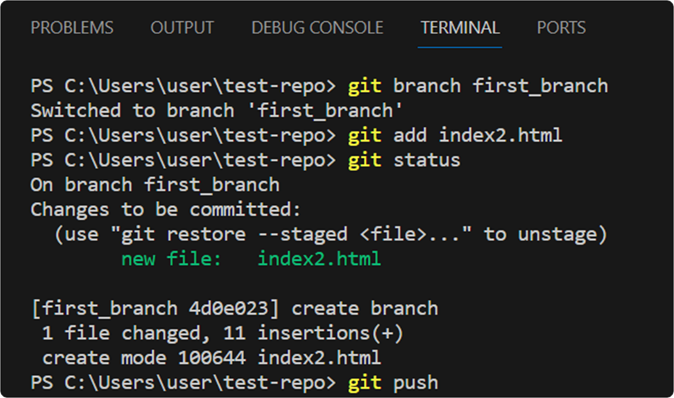 PROBLEMS OUTPUT DEBUG CONSOLE TERMINAL PORTS
PS C:\Users\user\test-repo> git branch first_branch
Switched to branch 'first_branch'
PS C:\Users\user\test-repo> git add index2.html
PS C:\Users\user\test-repo> git status
On branch first_branch
Changes to be committed:
  (use "git restore --staged <file>..." to unstage)
        new file:   index2.html

[first_branch 4d0e023] create branch
 1 file changed, 11 insertions(+)
 create mode 100644 index2.html
PS C:\Users\user\test-repo> git push